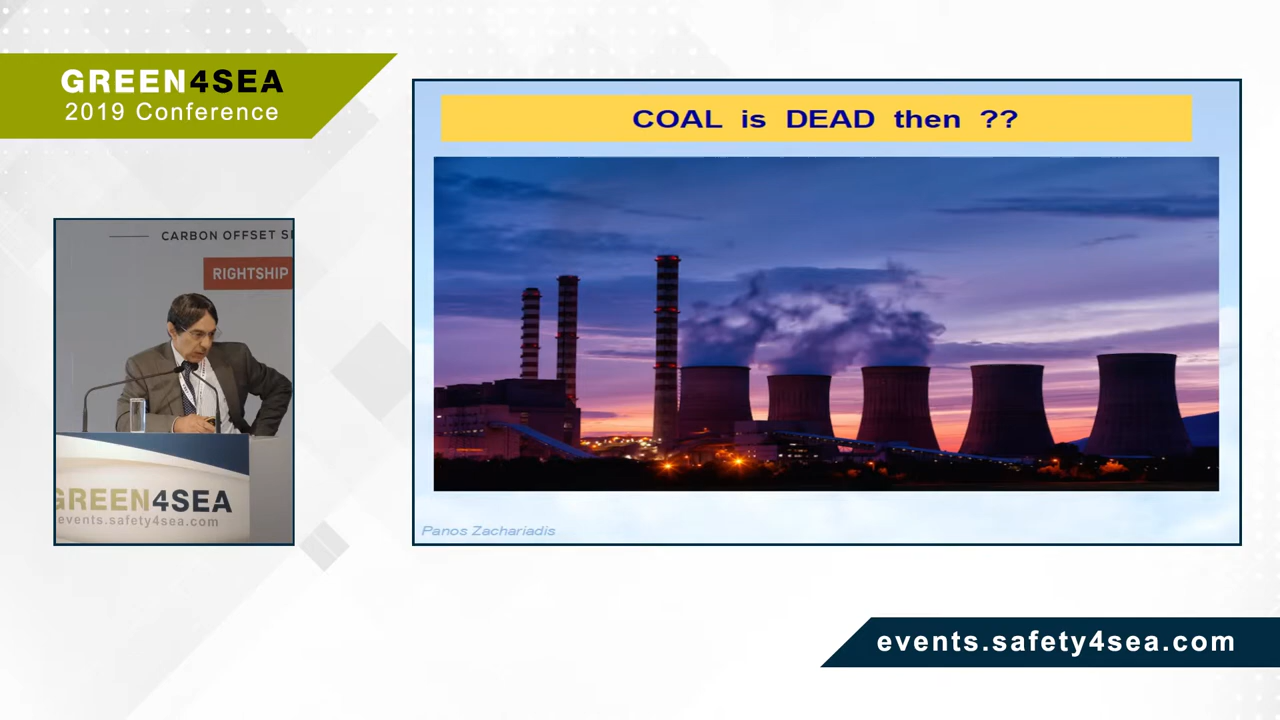 GREEN4SEA
2019 Conference
COAL is DEAD then ??
CARBON OFFSET
RIGHTSHIP
GREEN4SEA
events.safety4sea.com
Panos Zachariadis
events.safety4sea.com